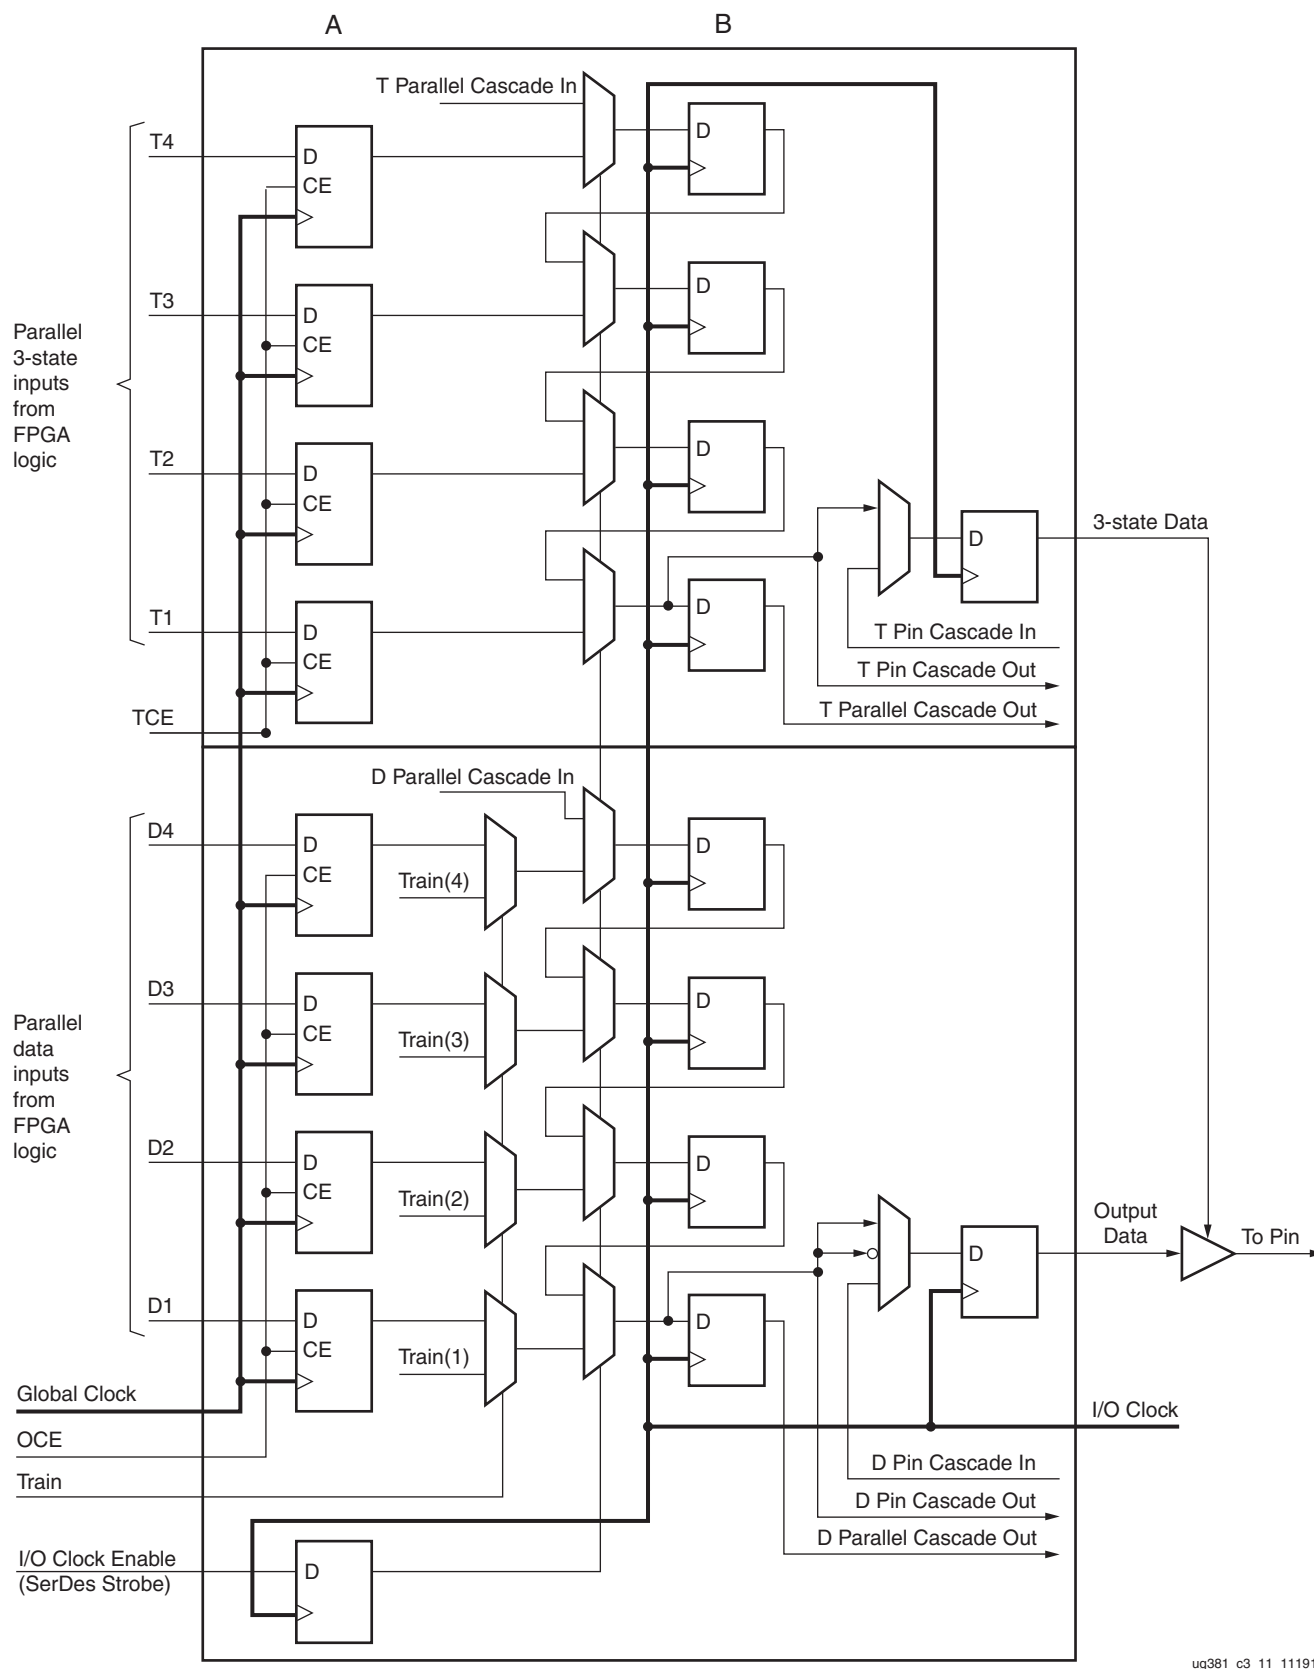 A
B
T Parallel Cascade In
T4
D
CE
D
T3
D
CE
D
Parallel
3-state
inputs
from
FPGA
logic
T2
D
CE
D
3-state Data
D
T1
D
CE
D
T Pin Cascade In
T Pin Cascade Out
T Parallel Cascade Out
TCE
D Parallel Cascade In
D4
D
CE
Train(4)
D
D3
D
CE
Train(3)
D
Parallel
data
inputs
from
FPGA
logic
D2
D
CE
Train(2)
D
Output
Data
To Pin
D
D1
D
CE
Train(1)
D
Global Clock
I/O Clock
OCE
Train
D Pin Cascade In
D Pin Cascade Out
D Parallel Cascade Out
I/O Clock Enable
(SerDes Strobe)
D
ug381_c3_11_11191